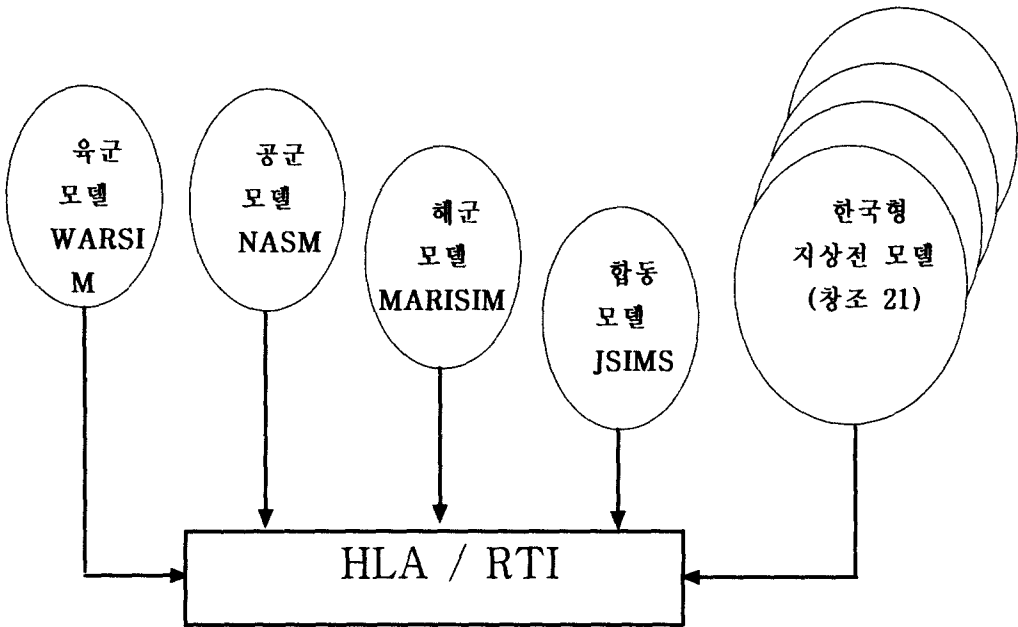 육군
모델
WARSI
M
공군
모델
NASM
해군
모델
MARISIM
합동
모델
JSIMS
한국형
지상전 모델
(창조 21)
HLA / RTI